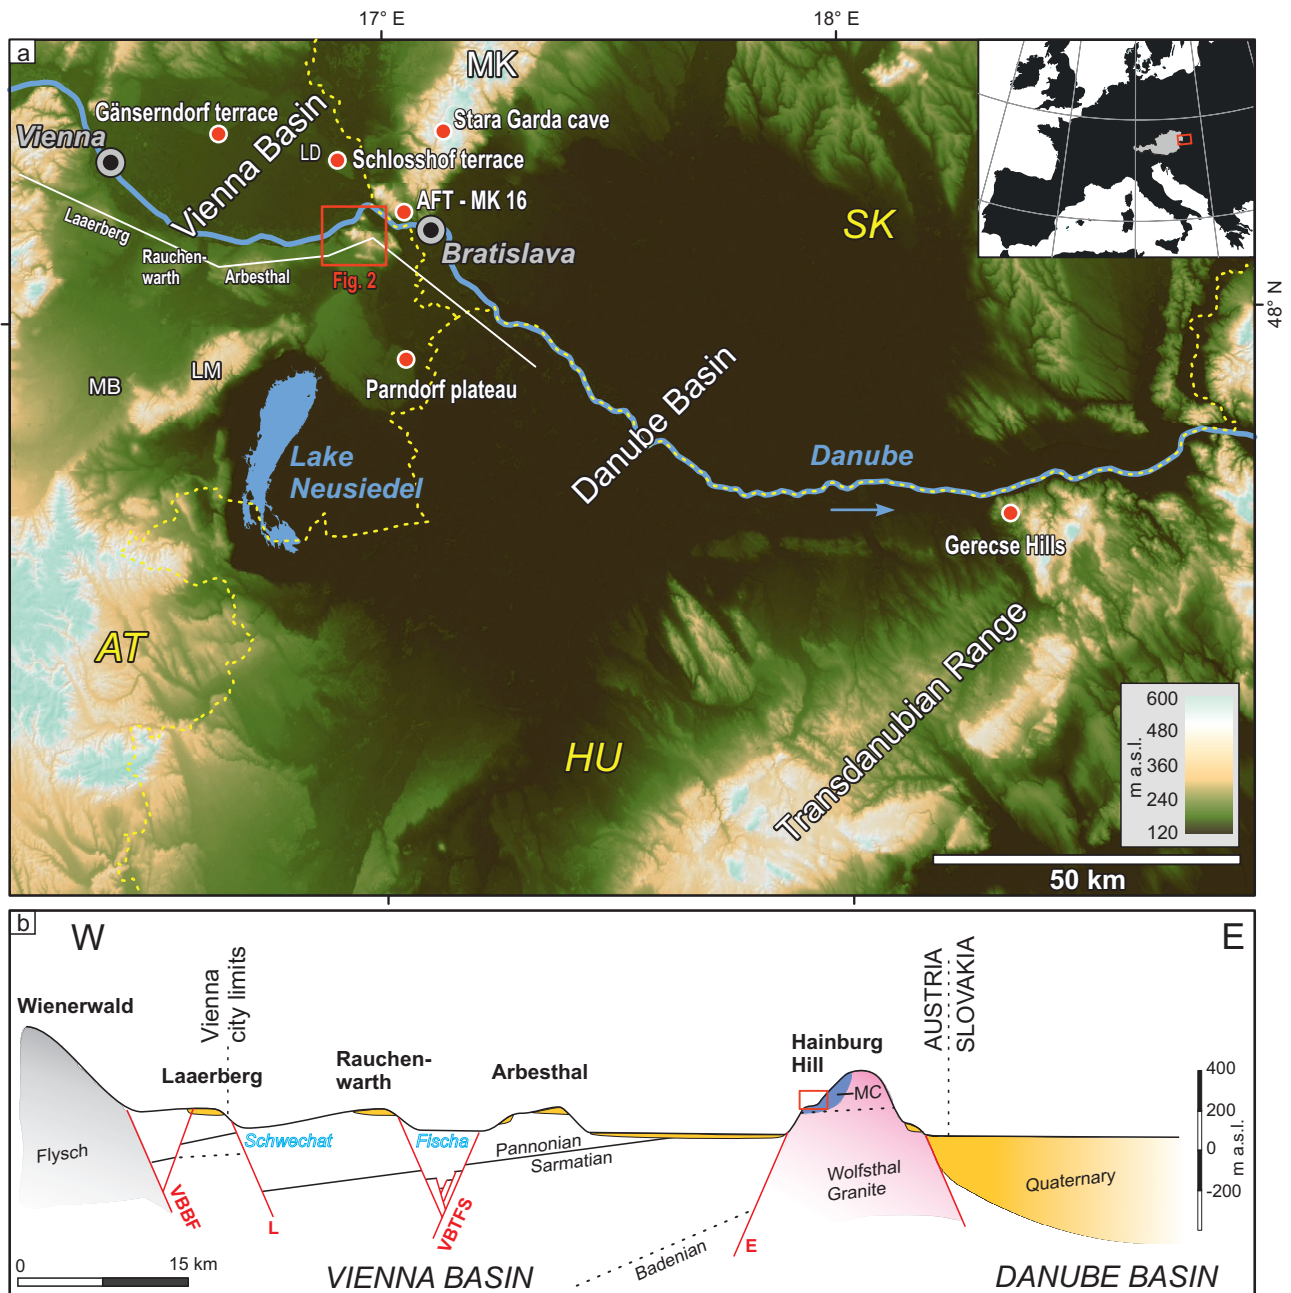 17° E
18° E
a
MK
Gänserndorf terrace
Stara Garda cave
Vienna
Vienna Basin
LD
Schlosshof terrace
AFT - MK 16
SK
Laaerberg
Bratislava
Rauchen-
warth
Arbesthal
Fig. 2
48° N
LM
MB
Parndorf plateau
Danube Basin
Lake
Neusiedel
Danube
Gerecse Hills
AT
Transdanubian Range
HU
m a.s.l.
600
480
360
240
120
50 km
b
W
E
Vienna
city limits
AUSTRIA
SLOVAKIA
Wienerwald
Hainburg
Hill
Rauchen-
warth
Arbesthal
Laaerberg
400
MC
200
Schwechat
Fischa
Pannonian
Sarmatian
0
m a.s.l.
Flysch
Wolfsthal
Granite
Quaternary
-200
VBBF
L
VBTFS
E
Badenian
0
15 km
VIENNA BASIN
DANUBE BASIN